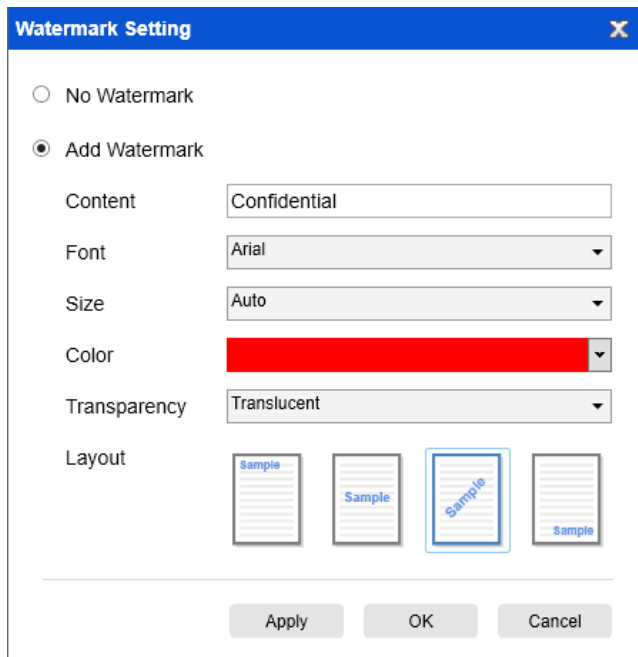 Watermark Setting
No Watermark
Add Watermark
Content Confidential
Font Arial
Size Auto
Color
Transparency Translucent
Layout Sample Sample Sample Sample
Apply OK Cancel